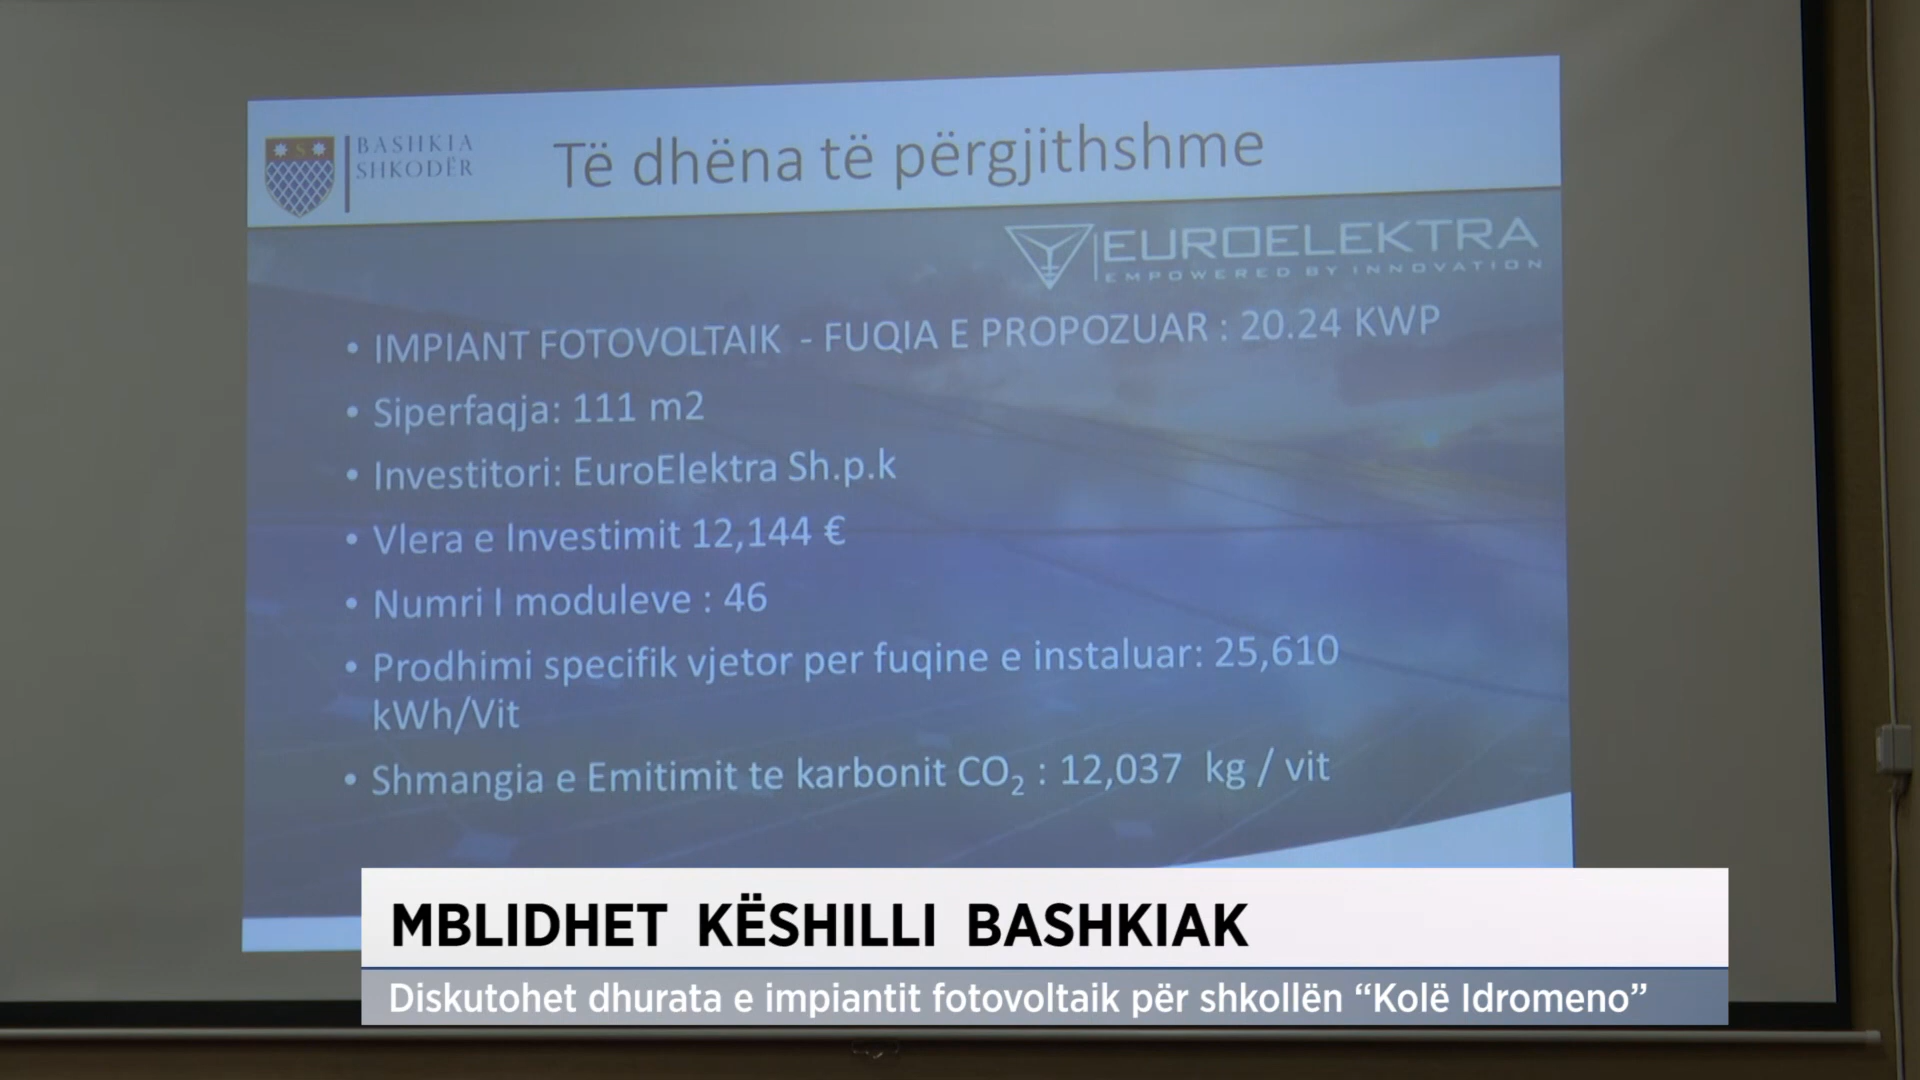 BASHKIA
SHKODËR
Të dhëna të përgjithshme
EUROELEKTRA
EMPOWERED BY INNOVATION
• IMPIANT FOTOVOLTAIK - FUQIA E PROPOZUAR : 20.24 KWP
• Siperfaqja: 111 m2
• Investitori: EuroElektra Sh.p.k
• Vlera e Investimit 12,144 €
• Numri I moduleve : 46
• Prodhimi specifik vjetor per fuqine e instaluar: 25,610
kWh/Vit
• Shmangia e Emitimit te karbonit CO₂ : 12,037 kg / vit
MBLIDHET KËSHILLI BASHKIAK
Diskutohet dhurata e impiantit fotovoltaik për shkollën “Kolë Idromeno”